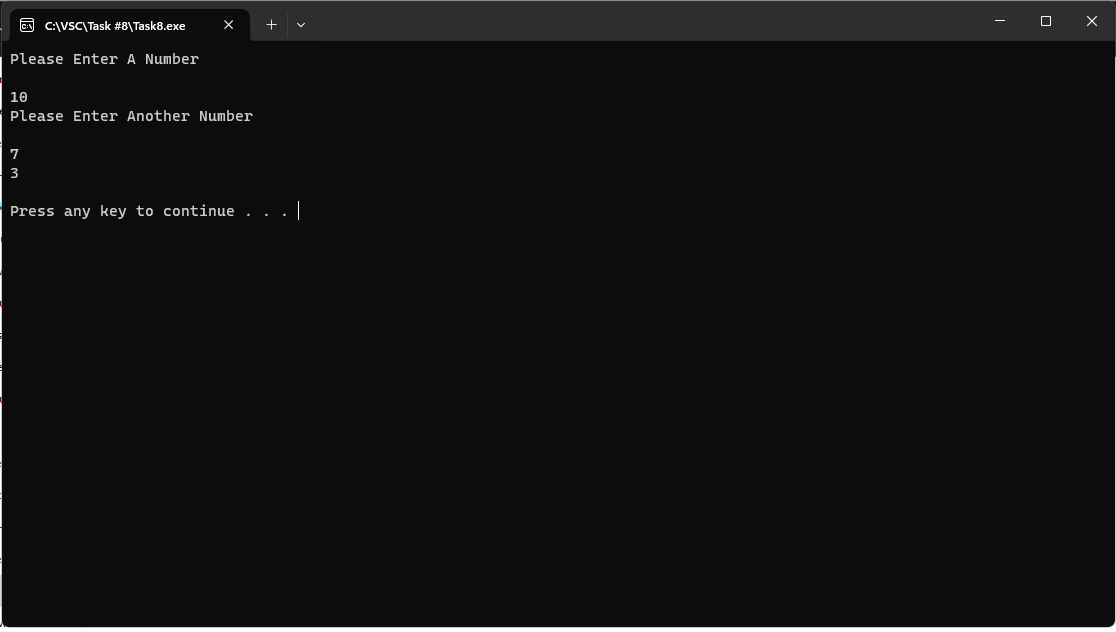 C:\VSC\Task #8\Task8.exe
Please Enter A Number
10
Please Enter Another Number
7
3
Press any key to continue . . .